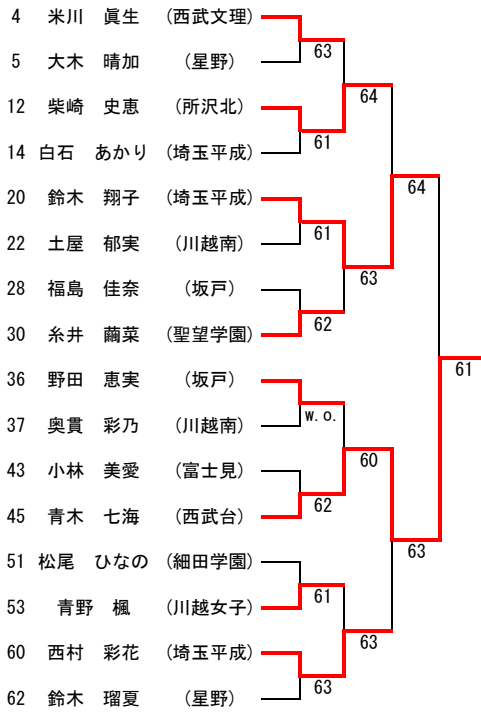 4 米川 眞生 (西武文理)
63
5 大木 晴加 (星野)
64
12 柴崎 史恵 (所沢北)
61
14 白石 あかり (埼玉平成)
64
20 鈴木 翔子 (埼玉平成)
61
22 土屋 郁実 (川越南)
63
28 福島 佳奈 (坂戸)
62
30 糸井 繭菜 (聖望学園)
61
36 野田 恵実 (坂戸)
w.o.
37 奥貫 彩乃 (川越南)
60
43 小林 美愛 (富士見)
62
45 青木 七海 (西武台)
63
51 松尾 ひなの (細田学園)
61
53 青野 楓 (川越女子)
63
60 西村 彩花 (埼玉平成)
63
62 鈴木 瑠夏 (星野)